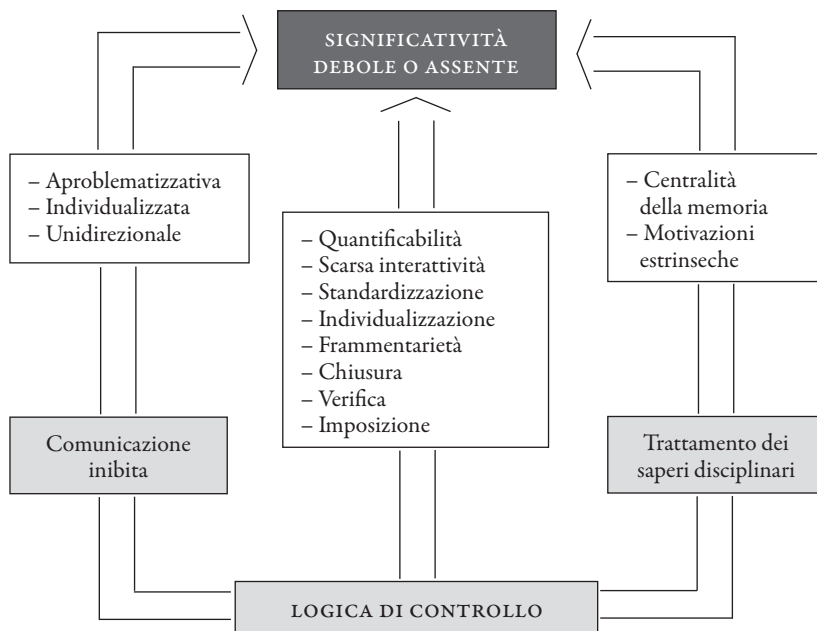 SIGNIFICATIVITÀ
DEBOLE O ASSENTE
– Aproblematizzativa
– Individualizzata
– Unidirezionale
– Quantificabilità
– Scarsa interattività
– Standardizzazione
– Individualizzazione
– Frammentarietà
– Chiusura
– Verifica
– Imposizione
– Centralità
della memoria
– Motivazioni
estrinseche
Comunicazione
inibita
Trattamento dei
saperi disciplinari
LOGICA DI CONTROLLO